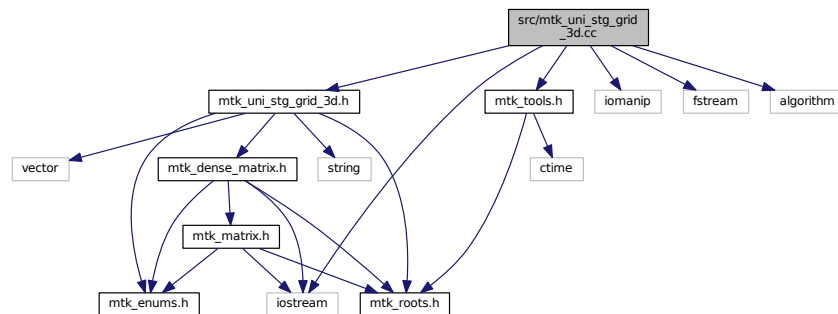 src/mtk_uni_stg_grid
_3d.cc
mtk_uni_stg_grid_3d.h
mtk_tools.h
iomanip
fstream
algorithm
vector
mtk_dense_matrix.h
string
ctime
mtk_matrix.h
mtk_enums.h
iostream
mtk_roots.h